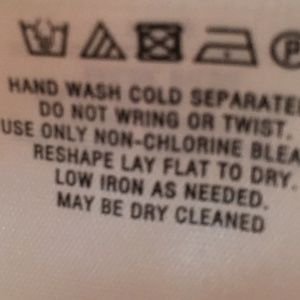 P
HAND WASH COLD SEPARATE
DO NOT WRING OR TWIST.
USE ONLY NON-CHLORINE BLEA
RESHAPE LAY FLAT TO DRY.
LOW IRON AS NEEDED.
MAY BE DRY CLEANED